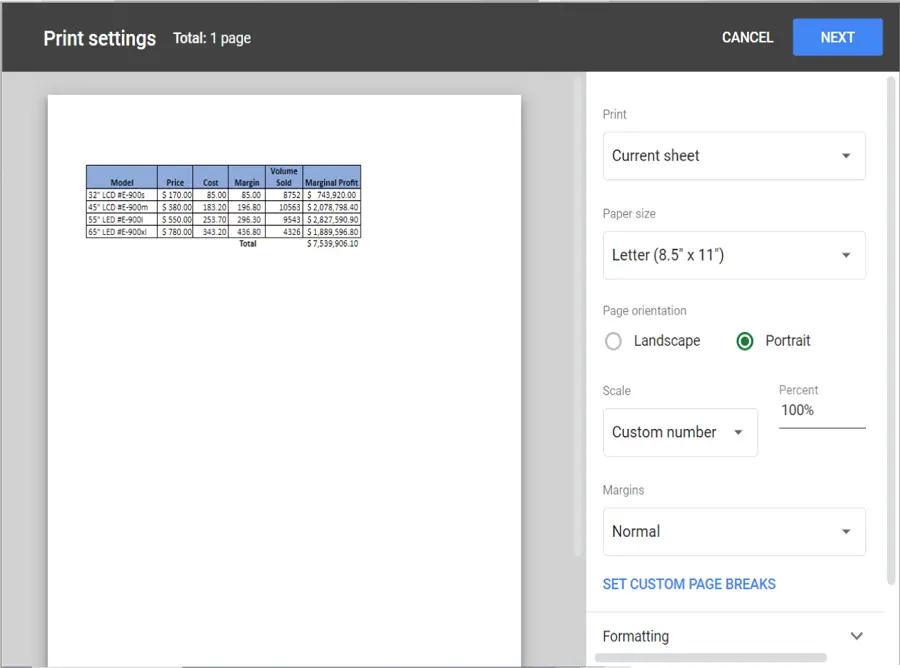 Print settings Total: 1 page CANCEL NEXT
Model Price Cost Margin Volume Sold Marginal Profit
32" LCD #E-900s $ 170.00 85.00 85.00 8752 $ 743,920.00
45" LCD #E-900m $ 380.00 183.20 196.80 10563 $ 2,078,798.40
55" LED #E-900l $ 550.00 253.70 296.30 9543 $ 2,827,590.90
65" LED #E-900xl $ 780.00 343.20 436.80 4326 $ 1,889,596.80
Total $ 7,539,906.10
Print
Current sheet
Paper size
Letter (8.5" x 11")
Page orientation
Landscape Portrait
Scale Percent
Custom number 100%
Margins
Normal
SET CUSTOM PAGE BREAKS
Formatting